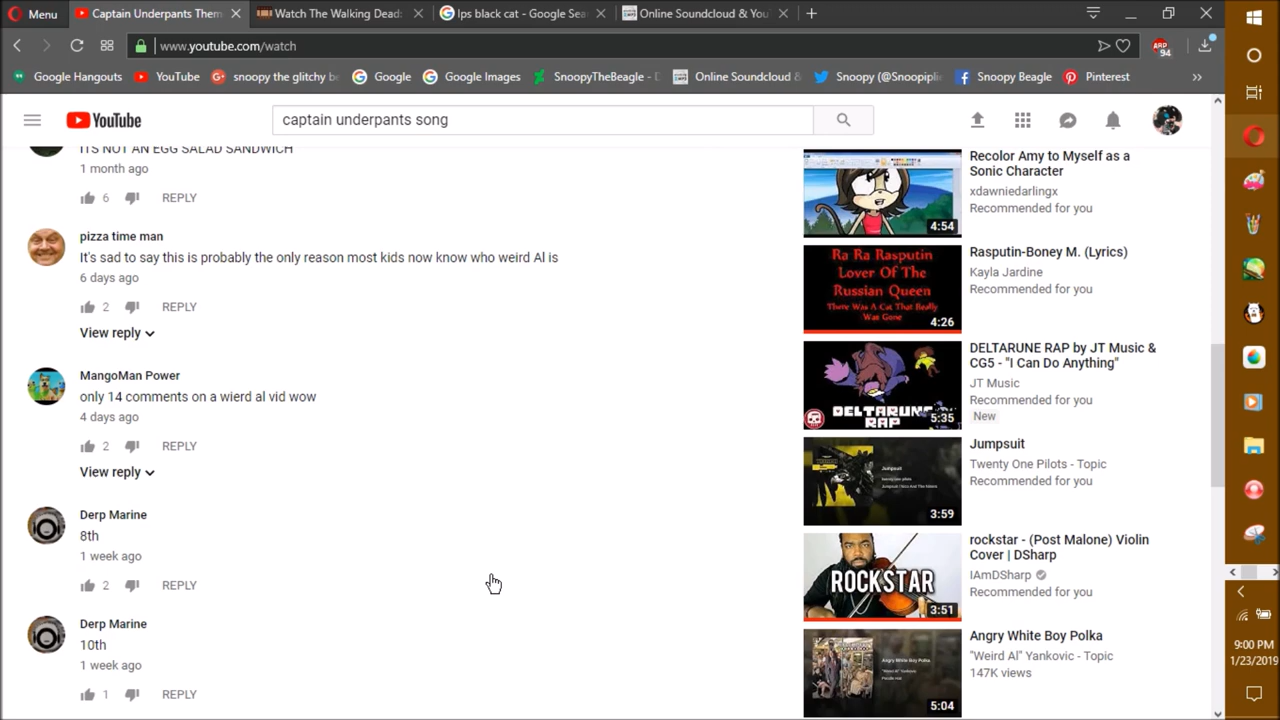 Menu
Captain Underpants Them
Watch The Walking Dead
lps black cat - Google Sea
Online Soundcloud & You
www.youtube.com/watch
94
Google Hangouts
YouTube
snoopy the glitchy be
Google
Google Images
SnoopyTheBeagle - D
Online Soundcloud &
Snoopy (@Snoopiplin
Snoopy Beagle
Pinterest
YouTube
captain underpants song
ITS NOT AN EGG SALAD SANDWICH
1 month ago
6 REPLY
pizza time man
It's sad to say this is probably the only reason most kids now know who weird Al is
6 days ago
2 REPLY
View reply
MangoMan Power
only 14 comments on a wierd al vid wow
4 days ago
2 REPLY
View reply
Derp Marine
8th
1 week ago
2 REPLY
Derp Marine
10th
1 week ago
1 REPLY
4:54
Recolor Amy to Myself as a
Sonic Character
xdawniedarlingx
Recommended for you
Ra Ra Rasputin
Lover Of The
Russian Queen
There Was A Cat That Really
Was Gone
4:26
Rasputin-Boney M. (Lyrics)
Kayla Jardine
Recommended for you
DELTARUNE
RAP
5:35
DELTARUNE RAP by JT Music &
CG5 - "I Can Do Anything"
JT Music
Recommended for you
New
Jumpsuit
3:59
Jumpsuit
Twenty One Pilots - Topic
Recommended for you
ROCKSTAR
3:51
rockstar - (Post Malone) Violin
Cover | DSharp
IAmDSharp
Recommended for you
Angry White Boy Polka
"Weird Al" Yankovic
5:04
Angry White Boy Polka
"Weird Al" Yankovic - Topic
147K views
9:00 PM
1/23/2019